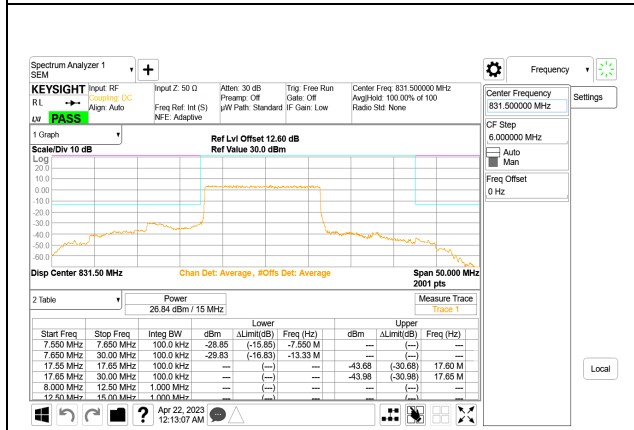 Spectrum Analyzer 1
SEM
+
Frequency
KEYSIGHT
R L
LXI
PASS
Input: RF
Coupling: DC
Align: Auto
Input Z: 50 Ω
Freq Ref: Int (S)
NFE: Adaptive
Atten: 30 dB
Preamp: Off
µW Path: Standard
Trig: Free Run
Gate: Off
IF Gain: Low
Center Freq: 831.500000 MHz
Avg|Hold: 100.00% of 100
Radio Std: None
Center Frequency
831.500000 MHz
Settings
CF Step
6.000000 MHz
Auto
Man
Freq Offset
0 Hz
Local
1 Graph
Scale/Div 10 dB
Ref Lvl Offset 12.60 dB
Ref Value 30.0 dBm
Log
20.0
10.0
0.00
-10.0
-20.0
-30.0
-40.0
-50.0
-60.0
Disp Center 831.50 MHz
Chan Det: Average, #Offs Det: Average
Span 50.000 MHz
2001 pts
2 Table
Power
26.84 dBm / 15 MHz
Measure Trace
Trace 1
Lower Upper
Start Freq Stop Freq Integ BW dBm ΔLimit(dB) Freq (Hz) dBm ΔLimit(dB) Freq (Hz)
7.550 MHz 7.650 MHz 100.0 kHz -28.85 (-15.85) -7.550 M --- (---) ---
7.650 MHz 30.00 MHz 100.0 kHz -29.83 (-16.83) -13.33 M --- (---) ---
17.55 MHz 17.65 MHz 100.0 kHz --- (---) --- -43.68 (-30.68) 17.60 M
17.65 MHz 30.00 MHz 100.0 kHz --- (---) --- -43.98 (-30.98) 17.65 M
8.000 MHz 12.50 MHz 1.000 MHz --- (---) --- --- (---) ---
12.50 MHz 15.00 MHz 1.000 MHz --- (---) --- --- (---) ---
?
Apr 22, 2023
12:13:07 AM